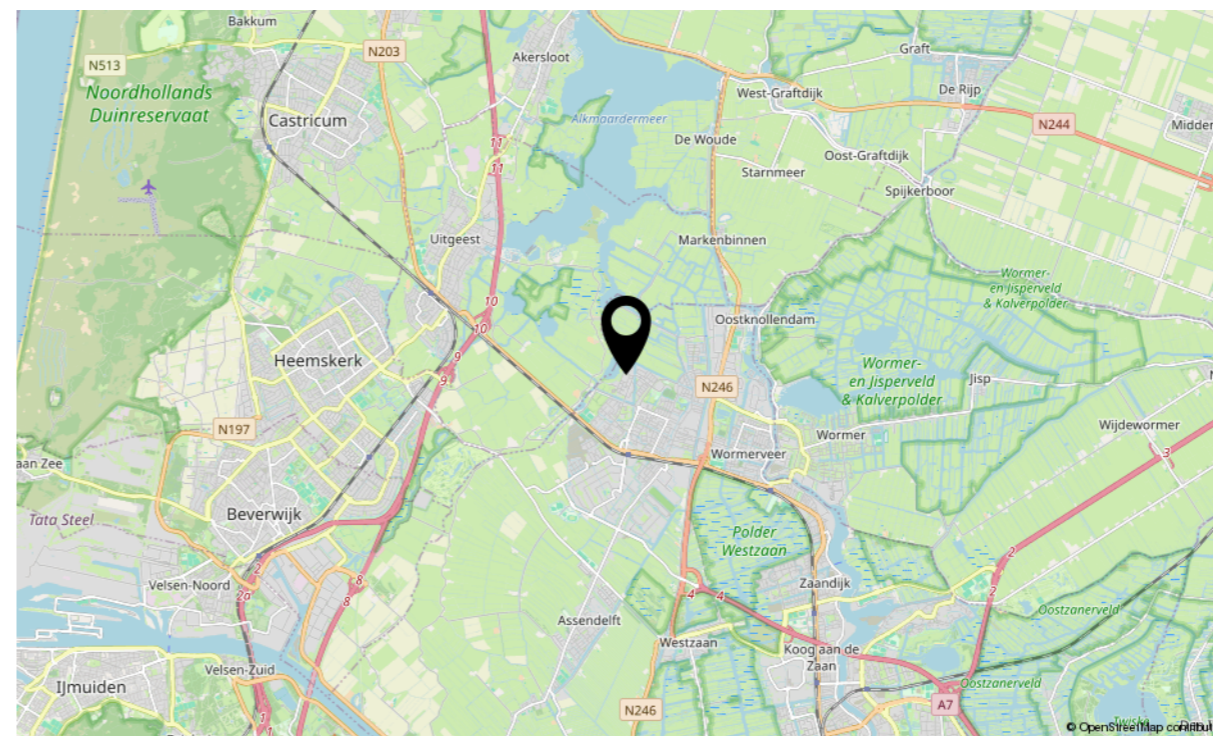 Bakkum
N203
Akersloot
Graft
N513
De Rijp
West-Graftdijk
Noordhollands
Duinreservaat
Castricum
Alkmaardermeer
N244
Midden
De Woude
11
11
Oost-Graftdijk
Starnmeer
Spijkerboor
Uitgeest
Markenbinnen
Wormer-
en Jisperveld
& Kalverpolder
10
10
Oostknollendam
Heemskerk
9
9
Wormer-
en Jisperveld
& Kalverpolder
Jisp
N246
N197
Wijdewormer
Wormer
Wormerveer
3
aan Zee
Beverwijk
Tata Steel
Polder
Westzaan
2
2
Velsen-Noord
2a
8
8
Zaandijk
4
4
2
Oostzanerveld
Assendelft
Westzaan
Koog aan de
Zaan
Velsen-Zuid
IJmuiden
Oostzanerveld
N246
A7
1
Twiske
© OpenStreetMap contribut